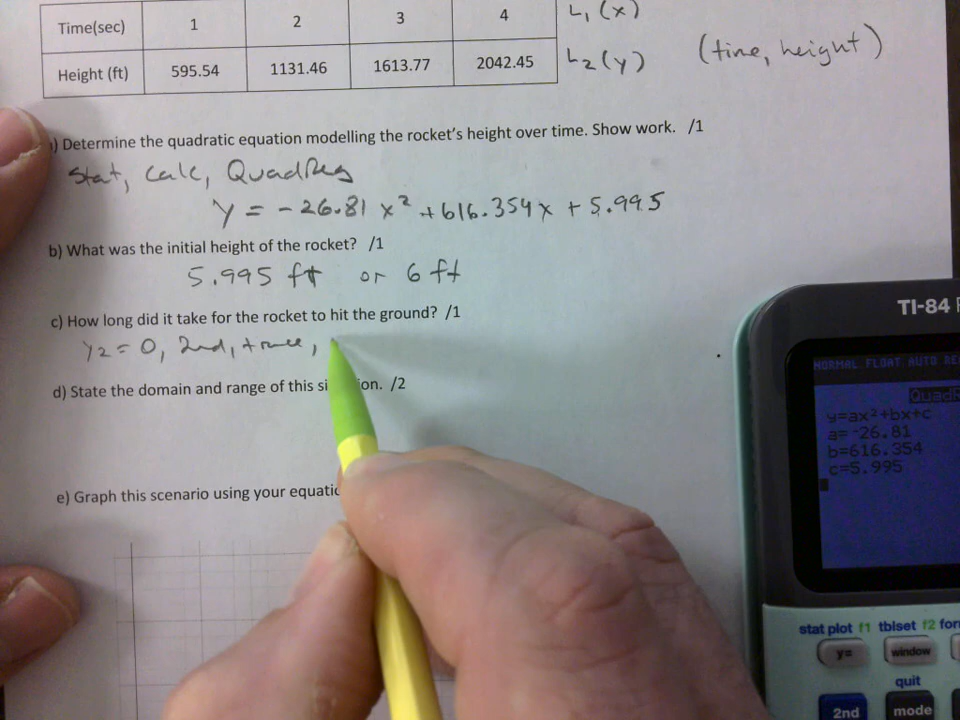 Time(sec) 1 2 3 4 L₁ (x)
Height (ft) 595.54 1131.46 1613.77 2042.45 L₂ (y) (time, height)
) Determine the quadratic equation modelling the rocket's height over time. Show work. /1
Stat, Calc, QuadReg
y = -26.81 x² + 616.354x + 5.995
b) What was the initial height of the rocket? /1
5.995 ft or 6 ft
c) How long did it take for the rocket to hit the ground? /1
y₂ = 0, 2nd, trace,
d) State the domain and range of this si ion. /2
e) Graph this scenario using your equatio
TI-84
NORMAL FLOAT AUTO RE
QuadR
y=ax²+bx+c
a=-26.81
b=616.354
c=5.995
stat plot f1 tblset f2 for
y= window
quit
2nd mode